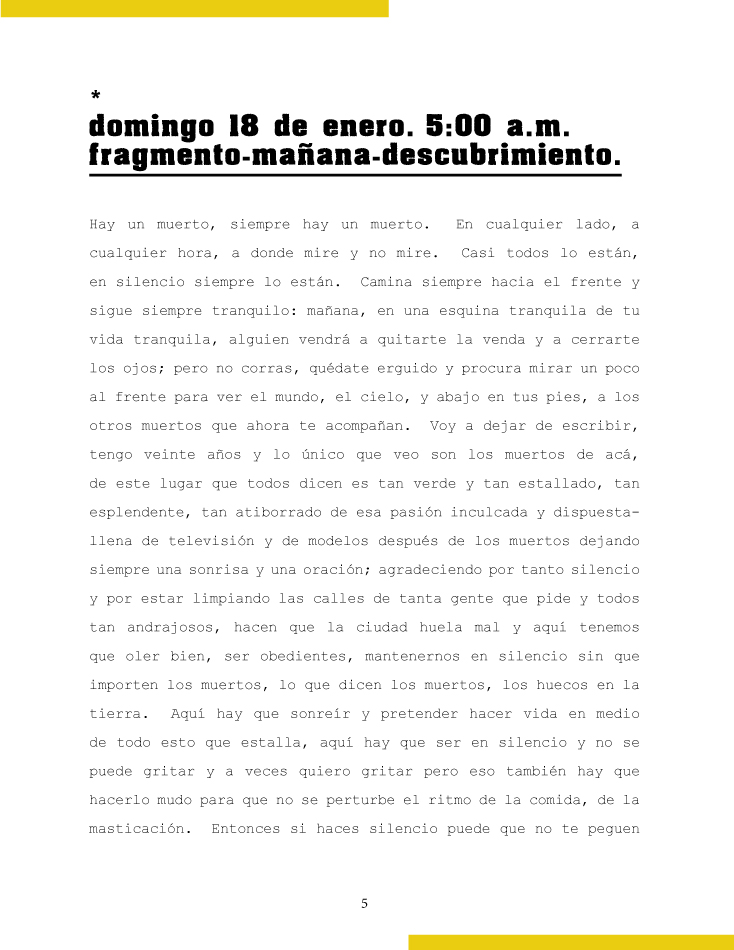 *
domingo 18 de enero. 5:00 a.m.
fragmento-mañana-descubrimiento.
Hay un muerto, siempre hay un muerto.  En cualquier lado, a
cualquier hora, a donde mire y no mire.  Casi todos lo están,
en silencio siempre lo están.  Camina siempre hacia el frente y
sigue siempre tranquilo: mañana, en una esquina tranquila de tu
vida tranquila, alguien vendrá a quitarte la venda y a cerrarte
los ojos; pero no corras, quédate erguido y procura mirar un poco
al frente para ver el mundo, el cielo, y abajo en tus pies, a los
otros muertos que ahora te acompañan.  Voy a dejar de escribir,
tengo veinte años y lo único que veo son los muertos de acá,
de este lugar que todos dicen es tan verde y tan estallado, tan
esplendente, tan atiborrado de esa pasión inculcada y dispuesta-
llena de televisión y de modelos después de los muertos dejando
siempre una sonrisa y una oración; agradeciendo por tanto silencio
y por estar limpiando las calles de tanta gente que pide y todos
tan andrajosos, hacen que la ciudad huela mal y aquí tenemos
que oler bien, ser obedientes, mantenernos en silencio sin que
importen los muertos, lo que dicen los muertos, los huecos en la
tierra.  Aquí hay que sonreír y pretender hacer vida en medio
de todo esto que estalla, aquí hay que ser en silencio y no se
puede gritar y a veces quiero gritar pero eso también hay que
hacerlo mudo para que no se perturbe el ritmo de la comida, de la
masticación.  Entonces si haces silencio puede que no te peguen
5